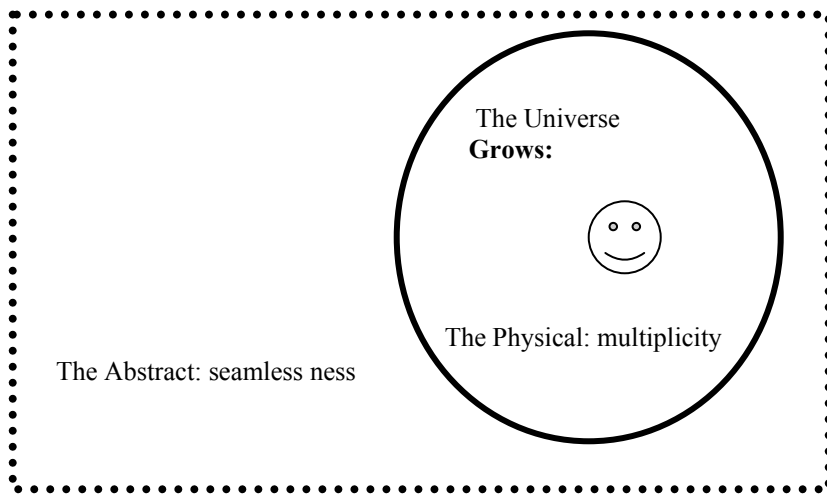 The Universe
Grows:
The Physical: multiplicity
The Abstract: seamless ness